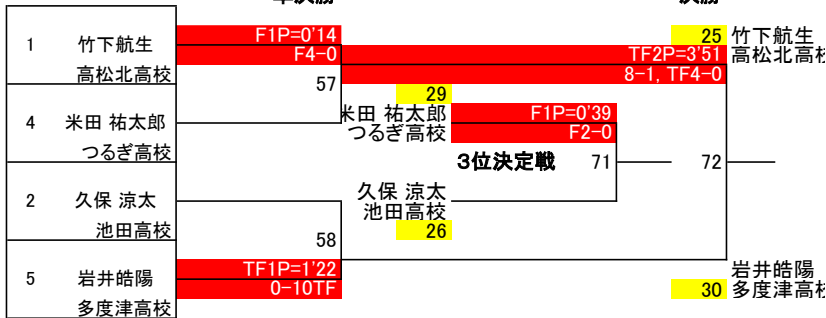 1 竹下航生
高松北高校
4 米田 祐太郎
つるぎ高校
2 久保 涼太
池田高校
5 岩井皓陽
多度津高校
F1P=0'14
F4-0
57
58
TF1P=1'22
0-10TF
29
米田 祐太郎
つるぎ高校
F1P=0'39
F2-0
3位決定戦 71
久保 涼太
池田高校
26
25 竹下航生
高松北高校
TF2P=3'51
8-1, TF4-0
72
岩井皓陽
30 多度津高校